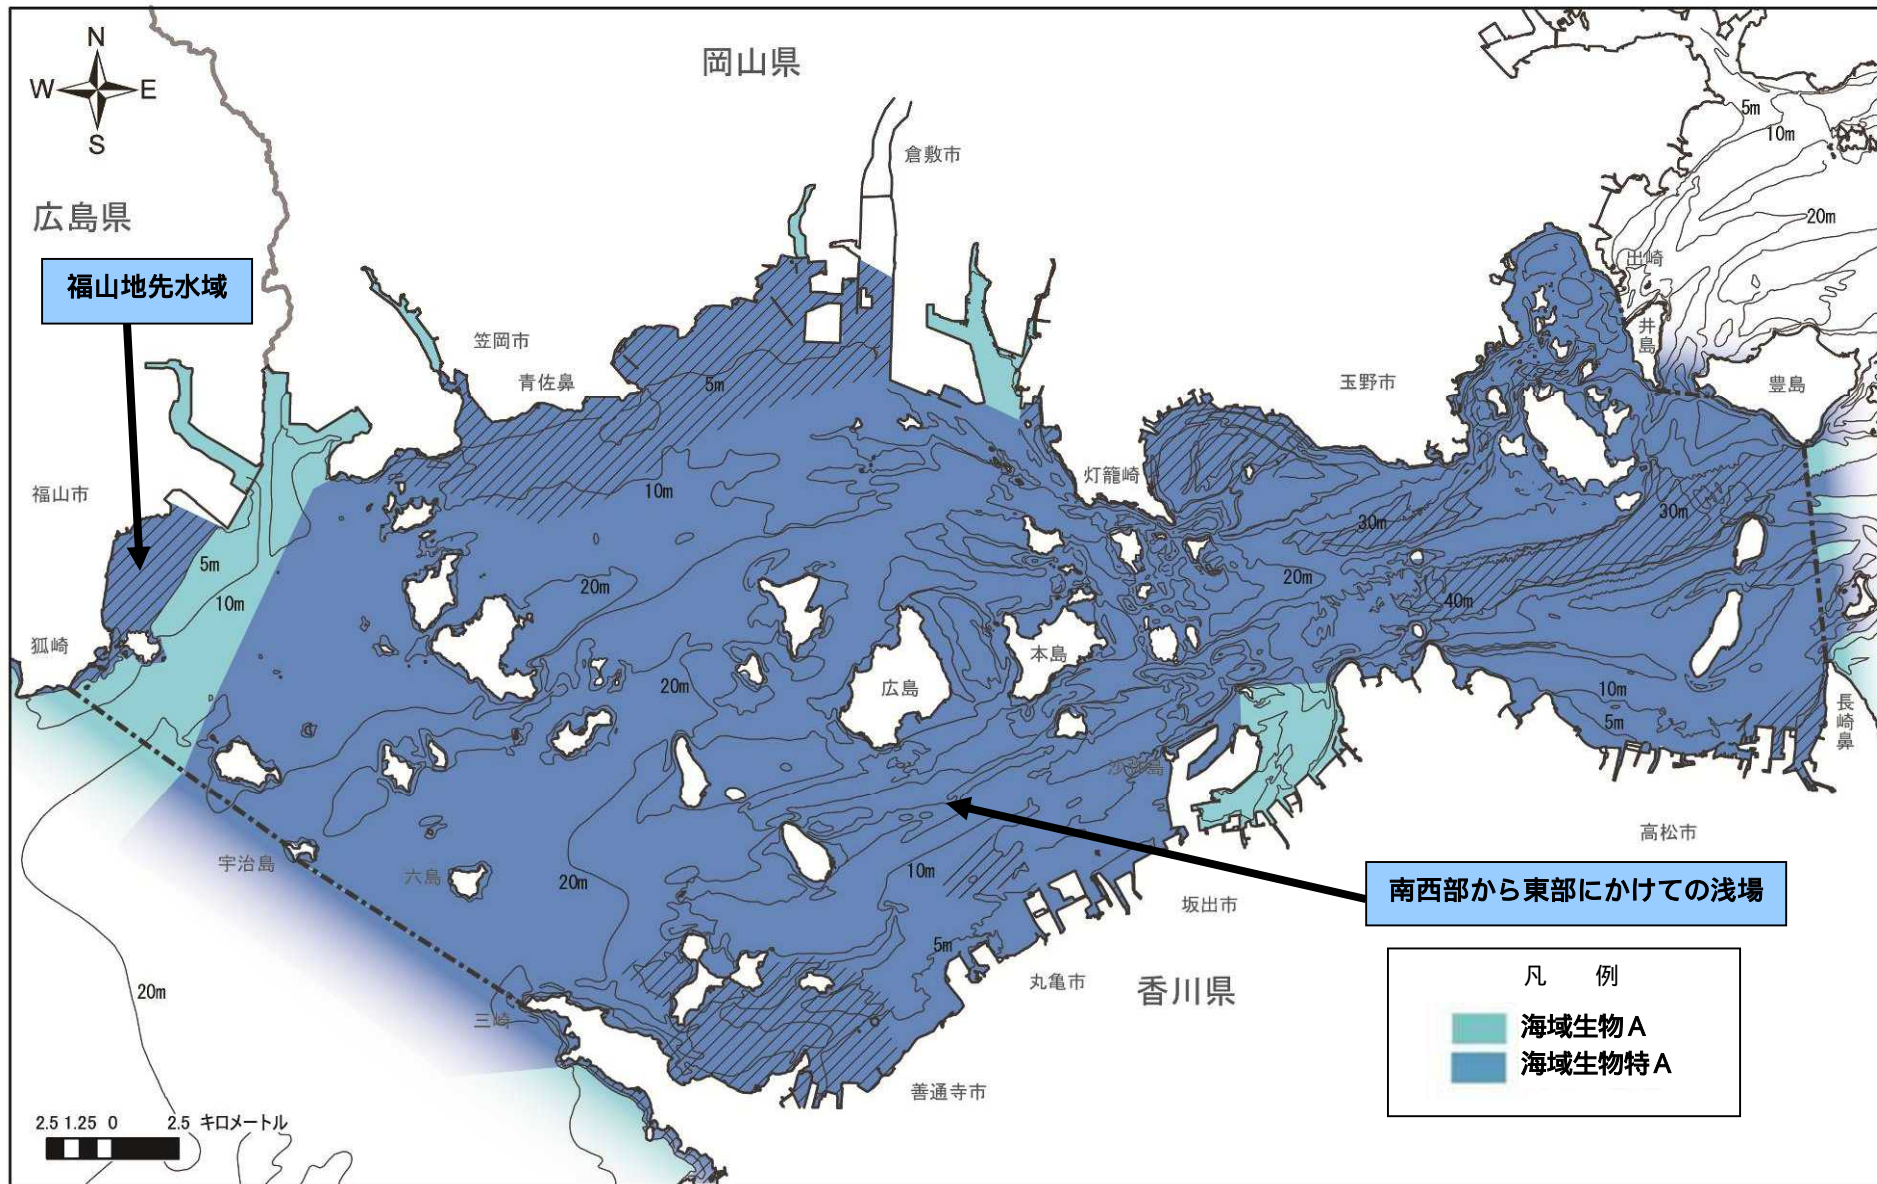 N
W E
S
岡山県
5m
10m
倉敷市
広島県
20m
出崎
福山地先水域
井島
笠岡市
青佐鼻
5m
玉野市
豊島
福山市
10m
灯籠崎
30m
30m
5m
10m
20m
20m
40m
狐崎
本島
広島
20m
10m
5m
長崎鼻
沙弥島
高松市
宇治島
六島
20m
10m
南西部から東部にかけての浅場
坂出市
5m
丸亀市
香川県
20m
三崎
凡 例
海域生物A
海域生物特A
善通寺市
2.5 1.25 0 2.5 キロメートル